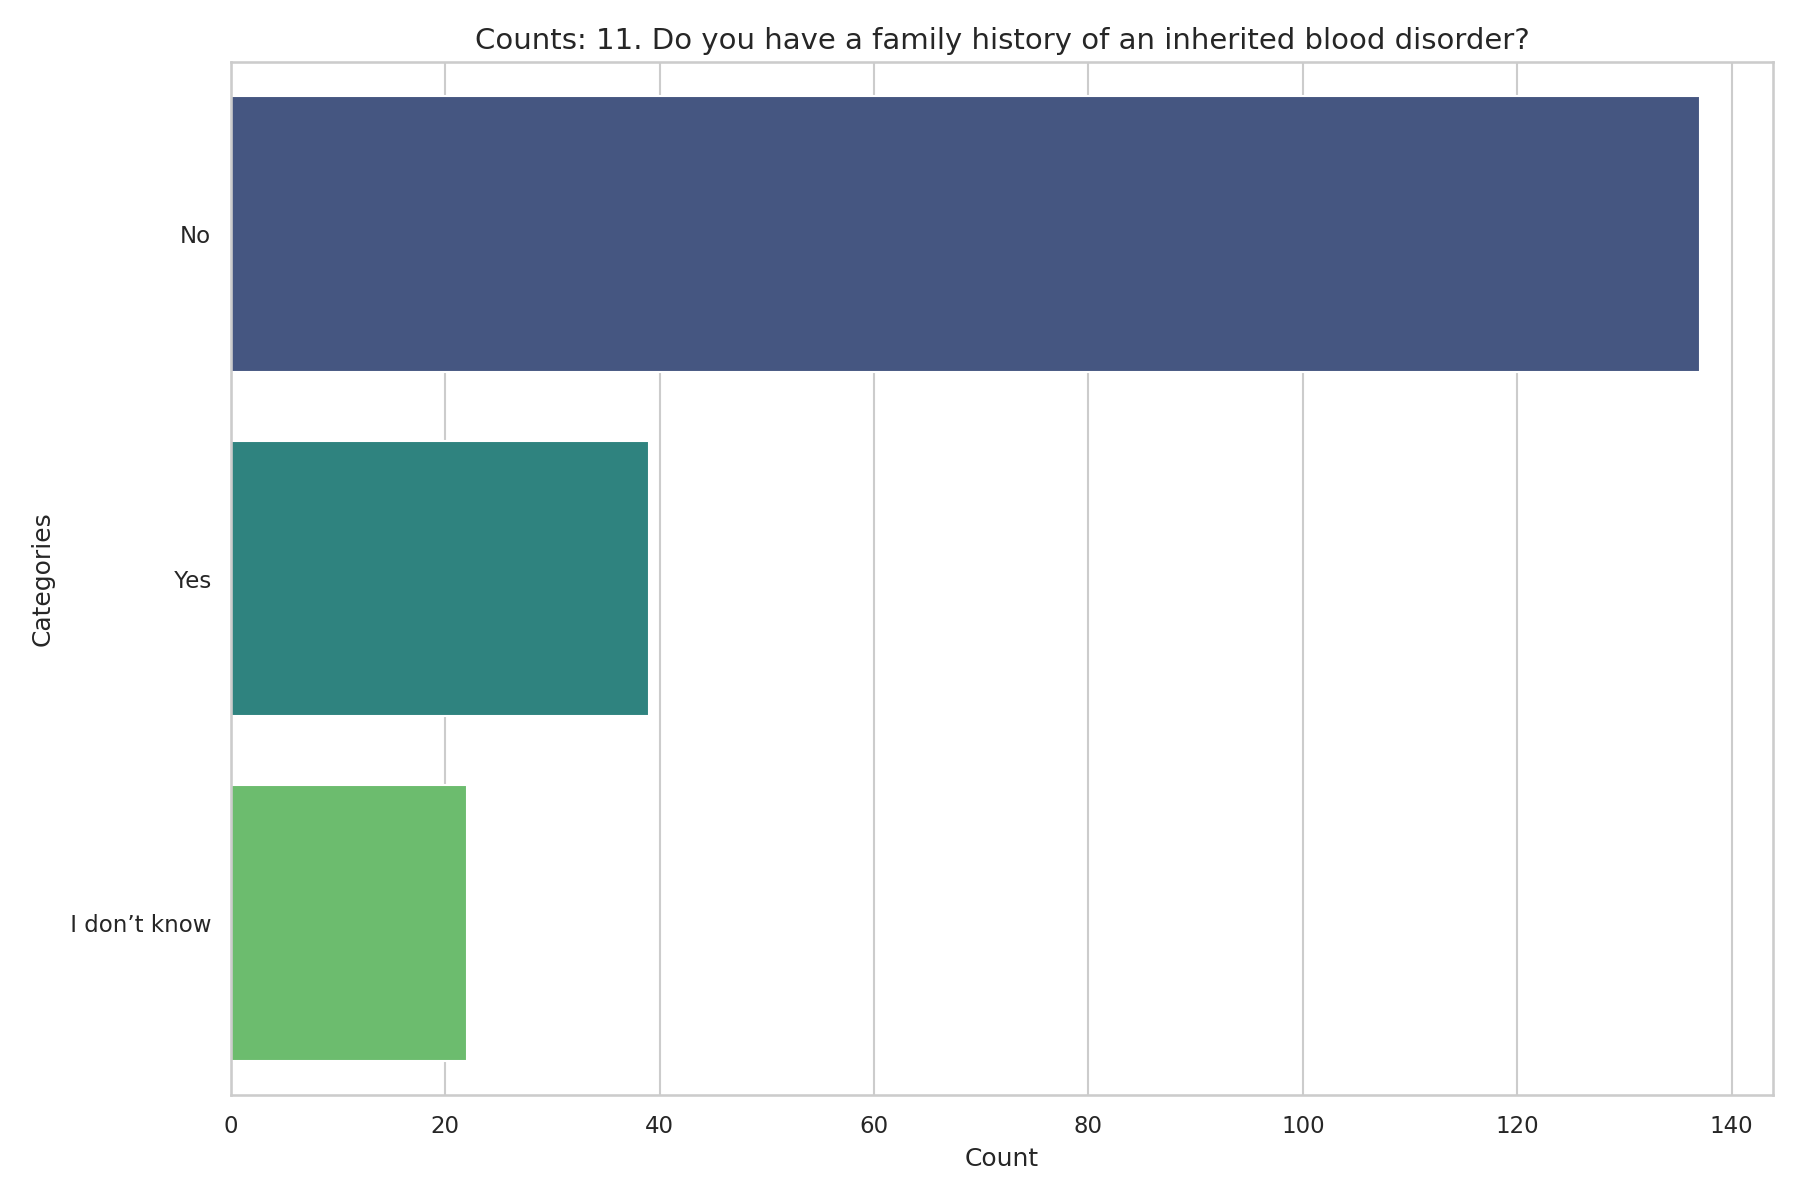 Counts: 11. Do you have a family history of an inherited blood disorder?
No
Yes
I don’t know
Categories
0 20 40 60 80 100 120 140
Count